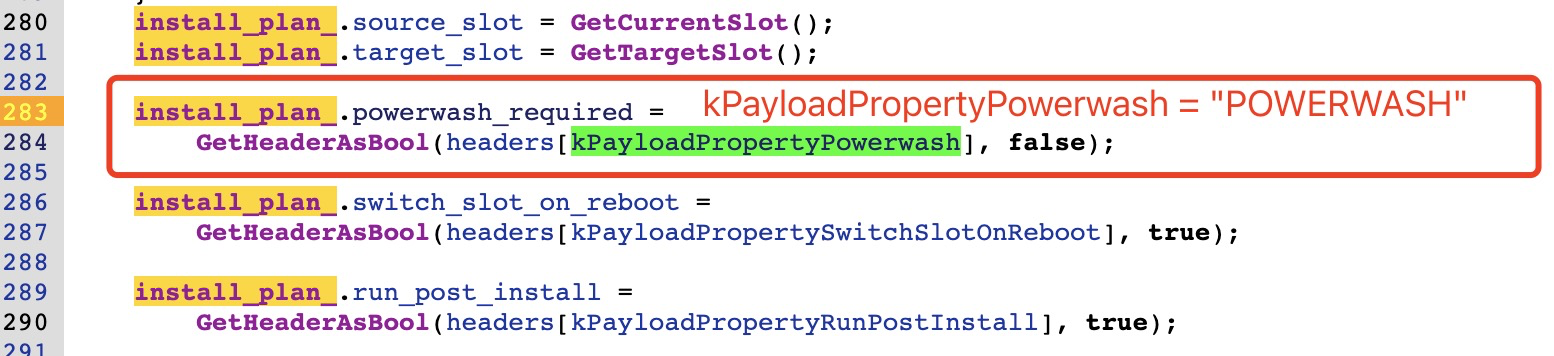 280 install_plan_.source_slot = GetCurrentSlot();
281 install_plan_.target_slot = GetTargetSlot();
282
283 install_plan_.powerwash_required = kPayloadPropertyPowerwash = "POWERWASH"
284 GetHeaderAsBool(headers[kPayloadPropertyPowerwash], false);
285
286 install_plan_.switch_slot_on_reboot =
287 GetHeaderAsBool(headers[kPayloadPropertySwitchSlotOnReboot], true);
288
289 install_plan_.run_post_install =
290 GetHeaderAsBool(headers[kPayloadPropertyRunPostInstall], true);
291